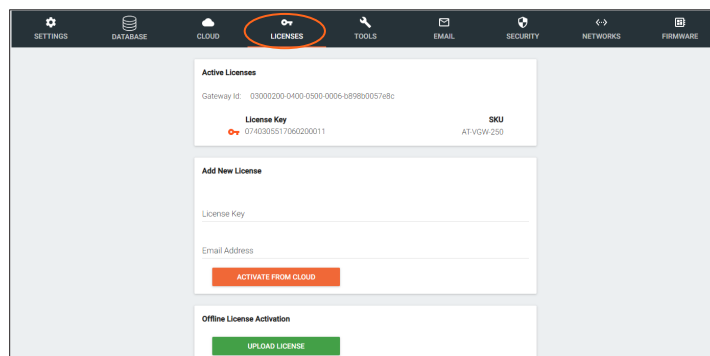 SETTINGS DATABASE CLOUD LICENSES TOOLS EMAIL SECURITY NETWORKS FIRMWARE
Active Licenses
Gateway Id: 03000200-0400-0500-0006-b898b0057e8c
License Key SKU
0740305517060200011 AT-VGW-250
Add New License
License Key
Email Address
ACTIVATE FROM CLOUD
Offline License Activation
UPLOAD LICENSE